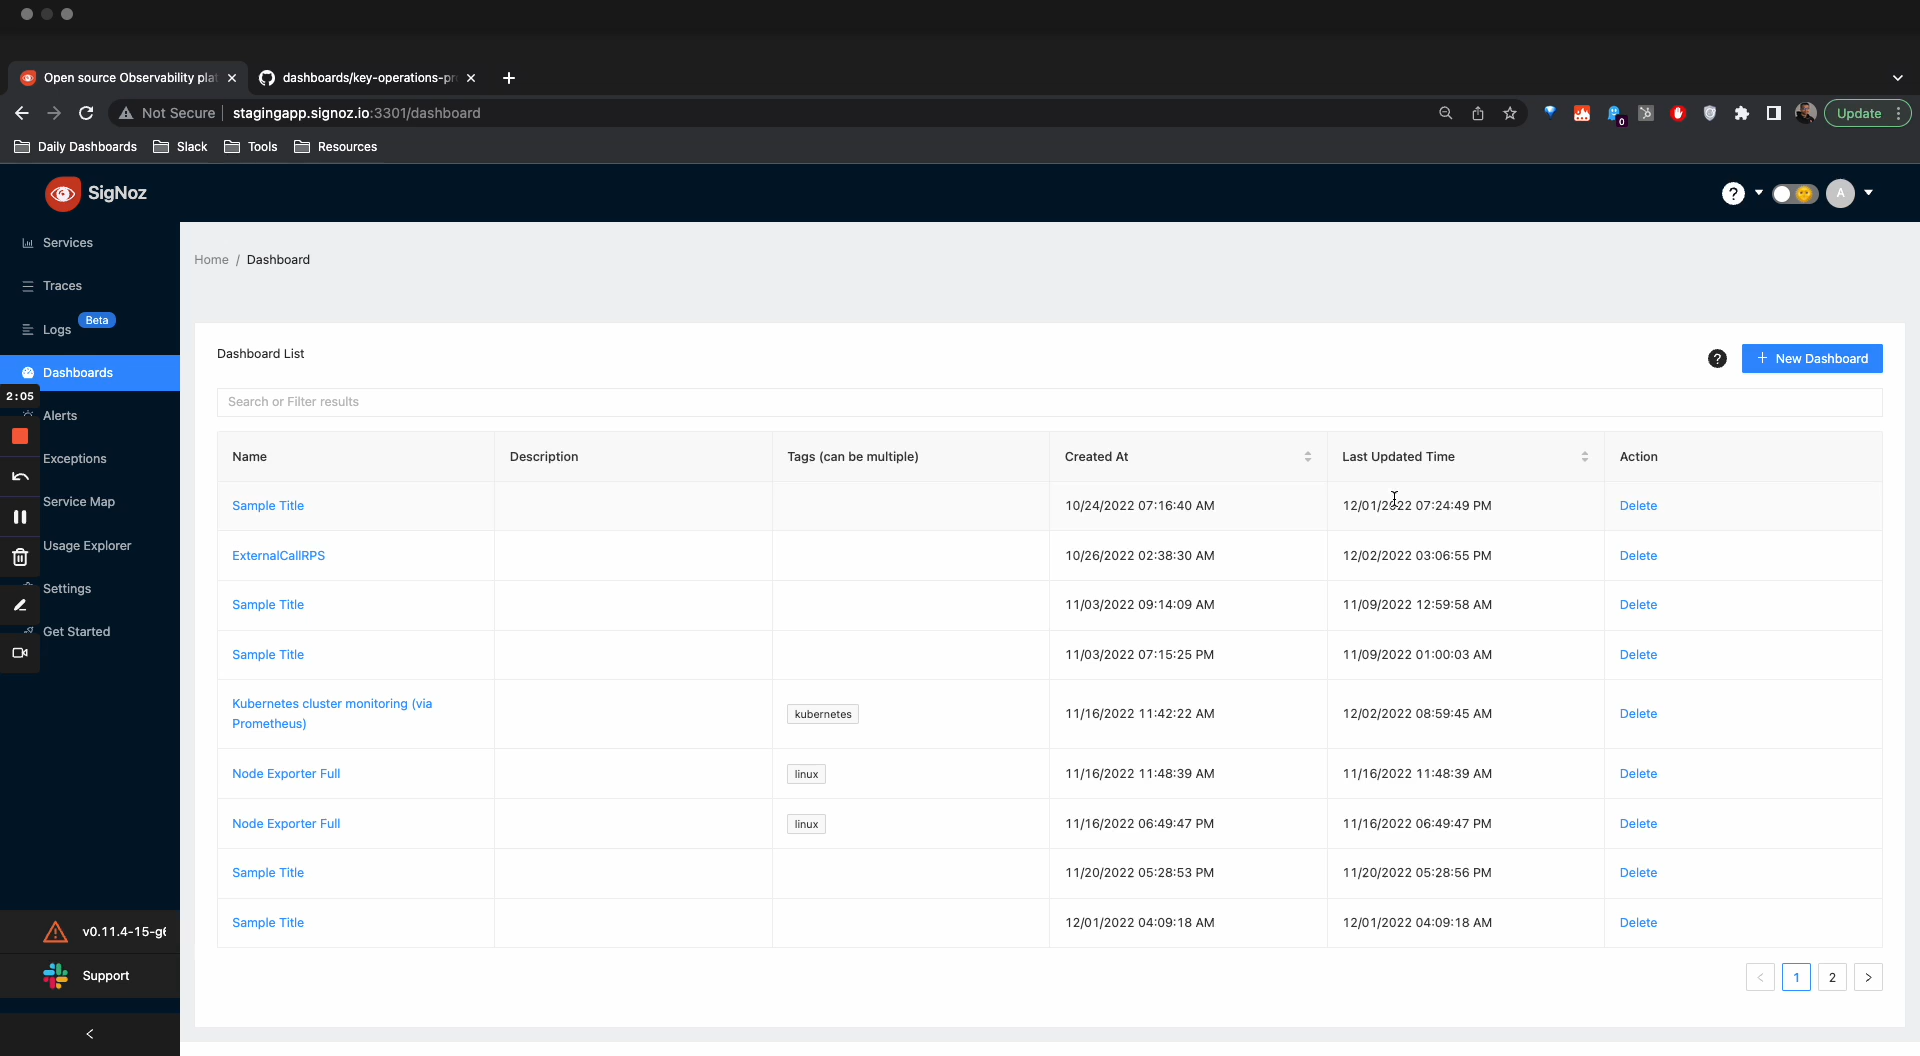 Open source Observability plat
dashboards/key-operations-pr
Not Secure
stagingapp.signoz.io:3301/dashboard
0
Update
Daily Dashboards
Slack
Tools
Resources
SigNoz
?
A
Services
Home / Dashboard
Traces
Logs
Beta
Dashboards
2:05
Alerts
Exceptions
Service Map
Usage Explorer
Settings
Get Started
v0.11.4-15-g6
Support
Dashboard List
?
+ New Dashboard
Search or Filter results
Name Description Tags (can be multiple) Created At Last Updated Time Action
Sample Title 10/24/2022 07:16:40 AM 12/01/2022 07:24:49 PM Delete
ExternalCallRPS 10/26/2022 02:38:30 AM 12/02/2022 03:06:55 PM Delete
Sample Title 11/03/2022 09:14:09 AM 11/09/2022 12:59:58 AM Delete
Sample Title 11/03/2022 07:15:25 PM 11/09/2022 01:00:03 AM Delete
Kubernetes cluster monitoring (via
Prometheus)
kubernetes 11/16/2022 11:42:22 AM 12/02/2022 08:59:45 AM Delete
Node Exporter Full linux 11/16/2022 11:48:39 AM 11/16/2022 11:48:39 AM Delete
Node Exporter Full linux 11/16/2022 06:49:47 PM 11/16/2022 06:49:47 PM Delete
Sample Title 11/20/2022 05:28:53 PM 11/20/2022 05:28:56 PM Delete
Sample Title 12/01/2022 04:09:18 AM 12/01/2022 04:09:18 AM Delete
< 1 2 >